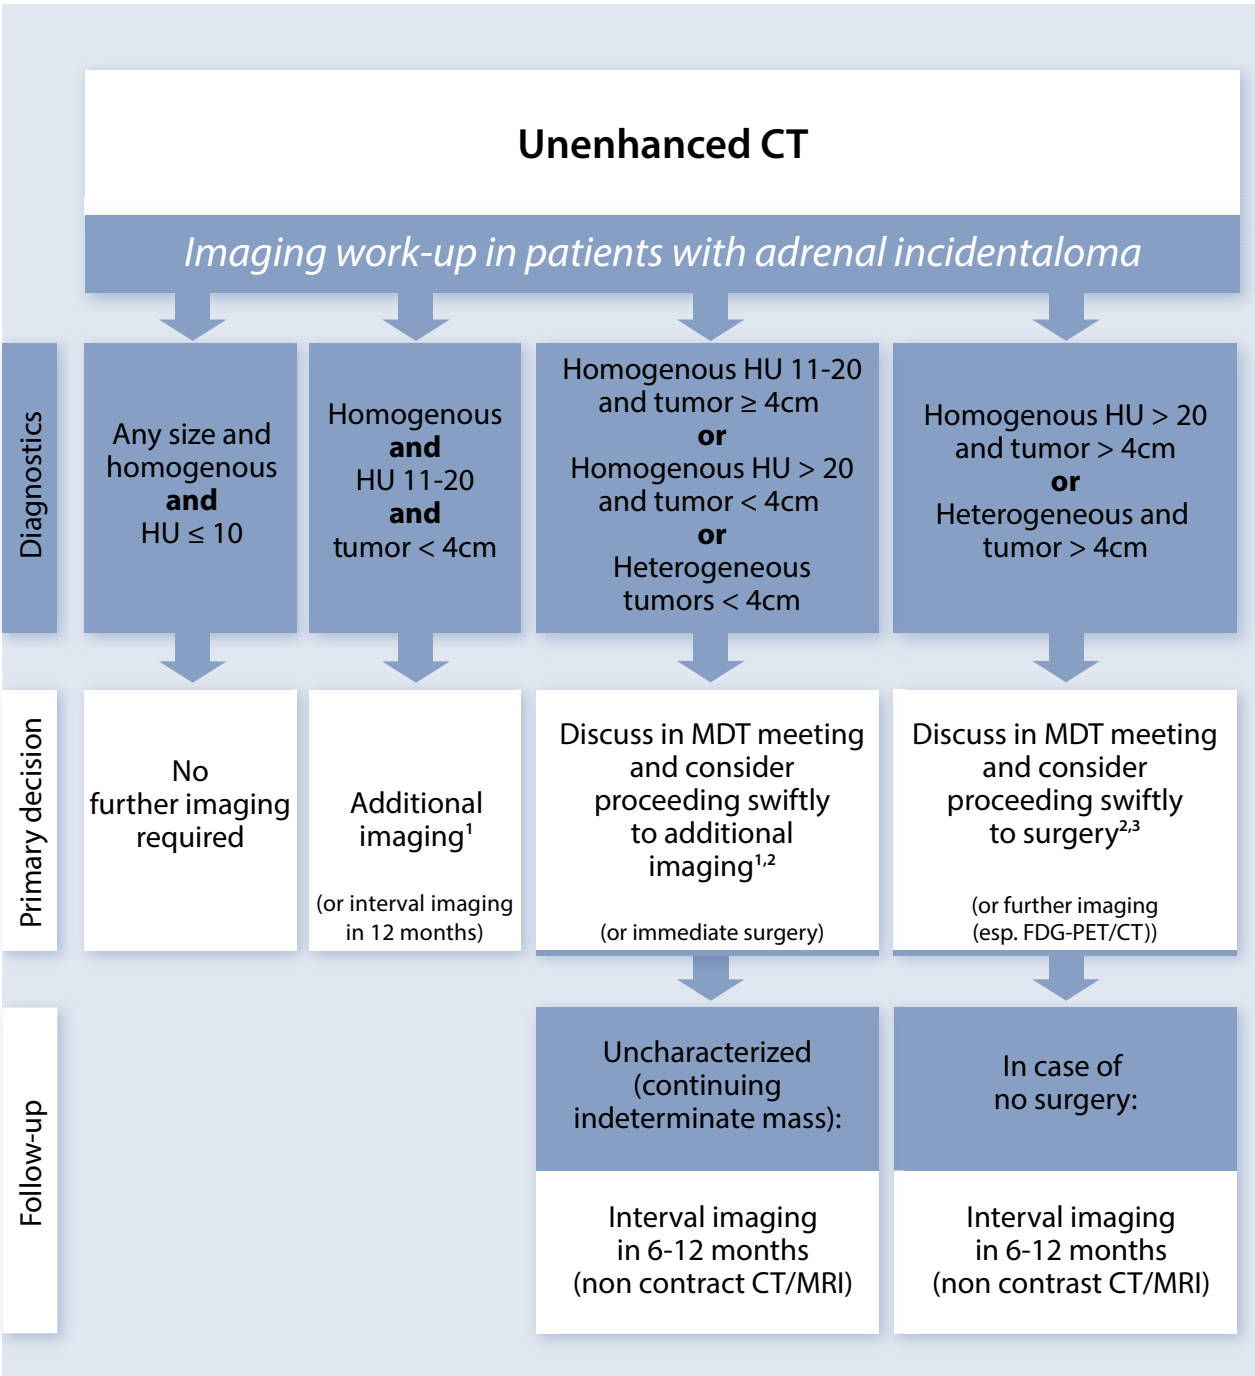 Unenhanced CT
Imaging work-up in patients with adrenal incidentaloma
Diagnostics
Any size and
homogenous
and
HU ≤ 10
Homogenous
and
HU 11-20
and
tumor < 4cm
Homogenous HU 11-20
and tumor ≥ 4cm
or
Homogenous HU > 20
and tumor < 4cm
or
Heterogeneous
tumors < 4cm
Homogenous HU > 20
and tumor > 4cm
or
Heterogeneous and
tumor > 4cm
Primary decision
No
further imaging
required
Additional
imaging¹
(or interval imaging
in 12 months)
Discuss in MDT meeting
and consider
proceeding swiftly
to additional
imaging¹,²
(or immediate surgery)
Discuss in MDT meeting
and consider
proceeding swiftly
to surgery²,³
(or further imaging
(esp. FDG-PET/CT))
Follow-up
Uncharacterized
(continuing
indeterminate mass):
In case of
no surgery:
Interval imaging
in 6-12 months
(non contract CT/MRI)
Interval imaging
in 6-12 months
(non contrast CT/MRI)